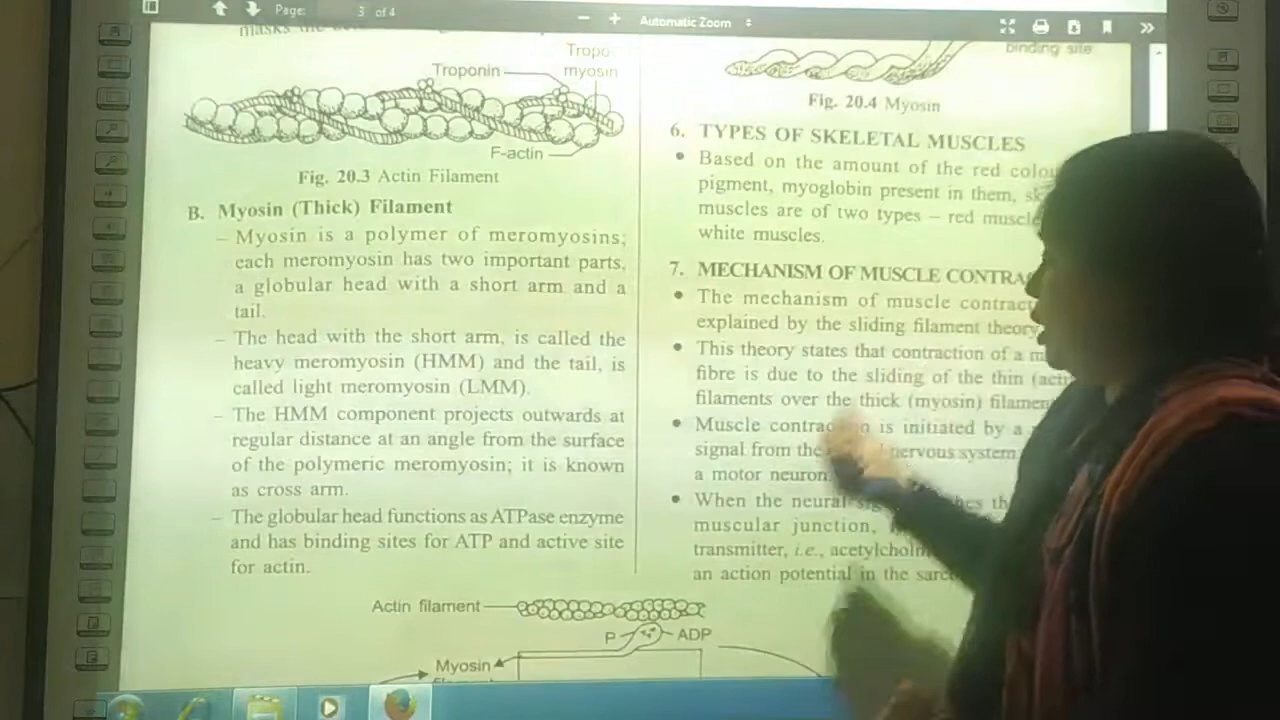 Page: 3 of 4
Automatic Zoom
masks the
Tropo
Troponin
myosin
F-actin
Fig. 20.3 Actin Filament
B. Myosin (Thick) Filament
– Myosin is a polymer of meromyosins;
each meromyosin has two important parts,
a globular head with a short arm and a
tail.
– The head with the short arm, is called the
heavy meromyosin (HMM) and the tail, is
called light meromyosin (LMM).
– The HMM component projects outwards at
regular distance at an angle from the surface
of the polymeric meromyosin; it is known
as cross arm.
– The globular head functions as ATPase enzyme
and has binding sites for ATP and active site
for actin.
binding site
Fig. 20.4 Myosin
6. TYPES OF SKELETAL MUSCLES
• Based on the amount of the red colou
pigment, myoglobin present in them, sk
muscles are of two types – red muscle
white muscles.
7. MECHANISM OF MUSCLE CONTRA
• The mechanism of muscle contract
explained by the sliding filament theory
• This theory states that contraction of a m
fibre is due to the sliding of the thin (acti
filaments over the thick (myosin) filamen
• Muscle contrac is initiated by a
signal from the nervous system
a motor neuron.
• When the neural sig hes th
muscular junction,
transmitter, i.e., acetylcholin
an action potential in the sarco
Actin filament
P
ADP
Myosin